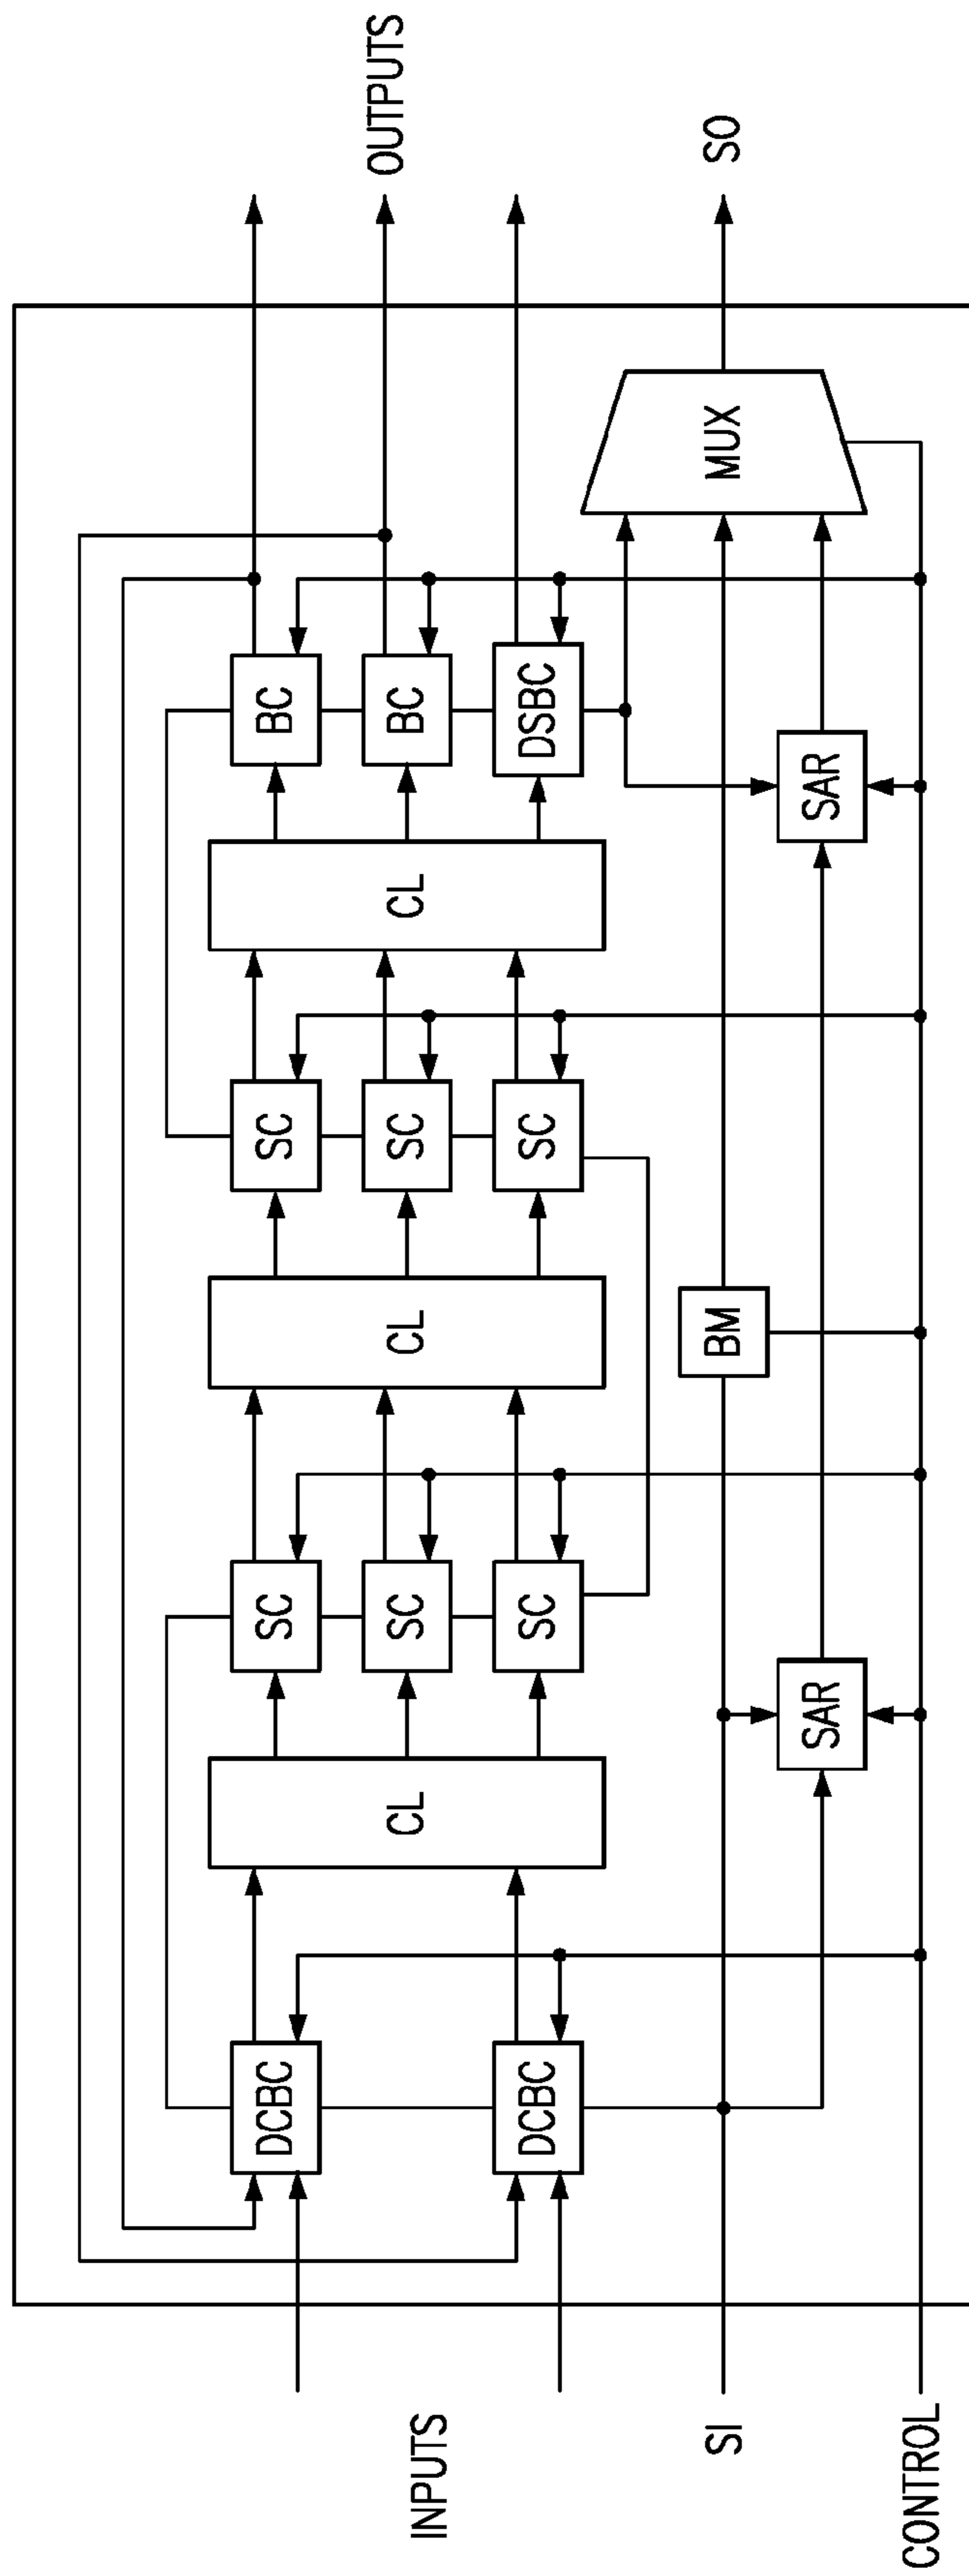 INPUTS
SI
CONTROL
DCBC
DCBC
CL
SC
SC
SC
CL
SC
SC
SC
CL
BC
BC
DSBC
SAR
BM
SAR
MUX
OUTPUTS
SO